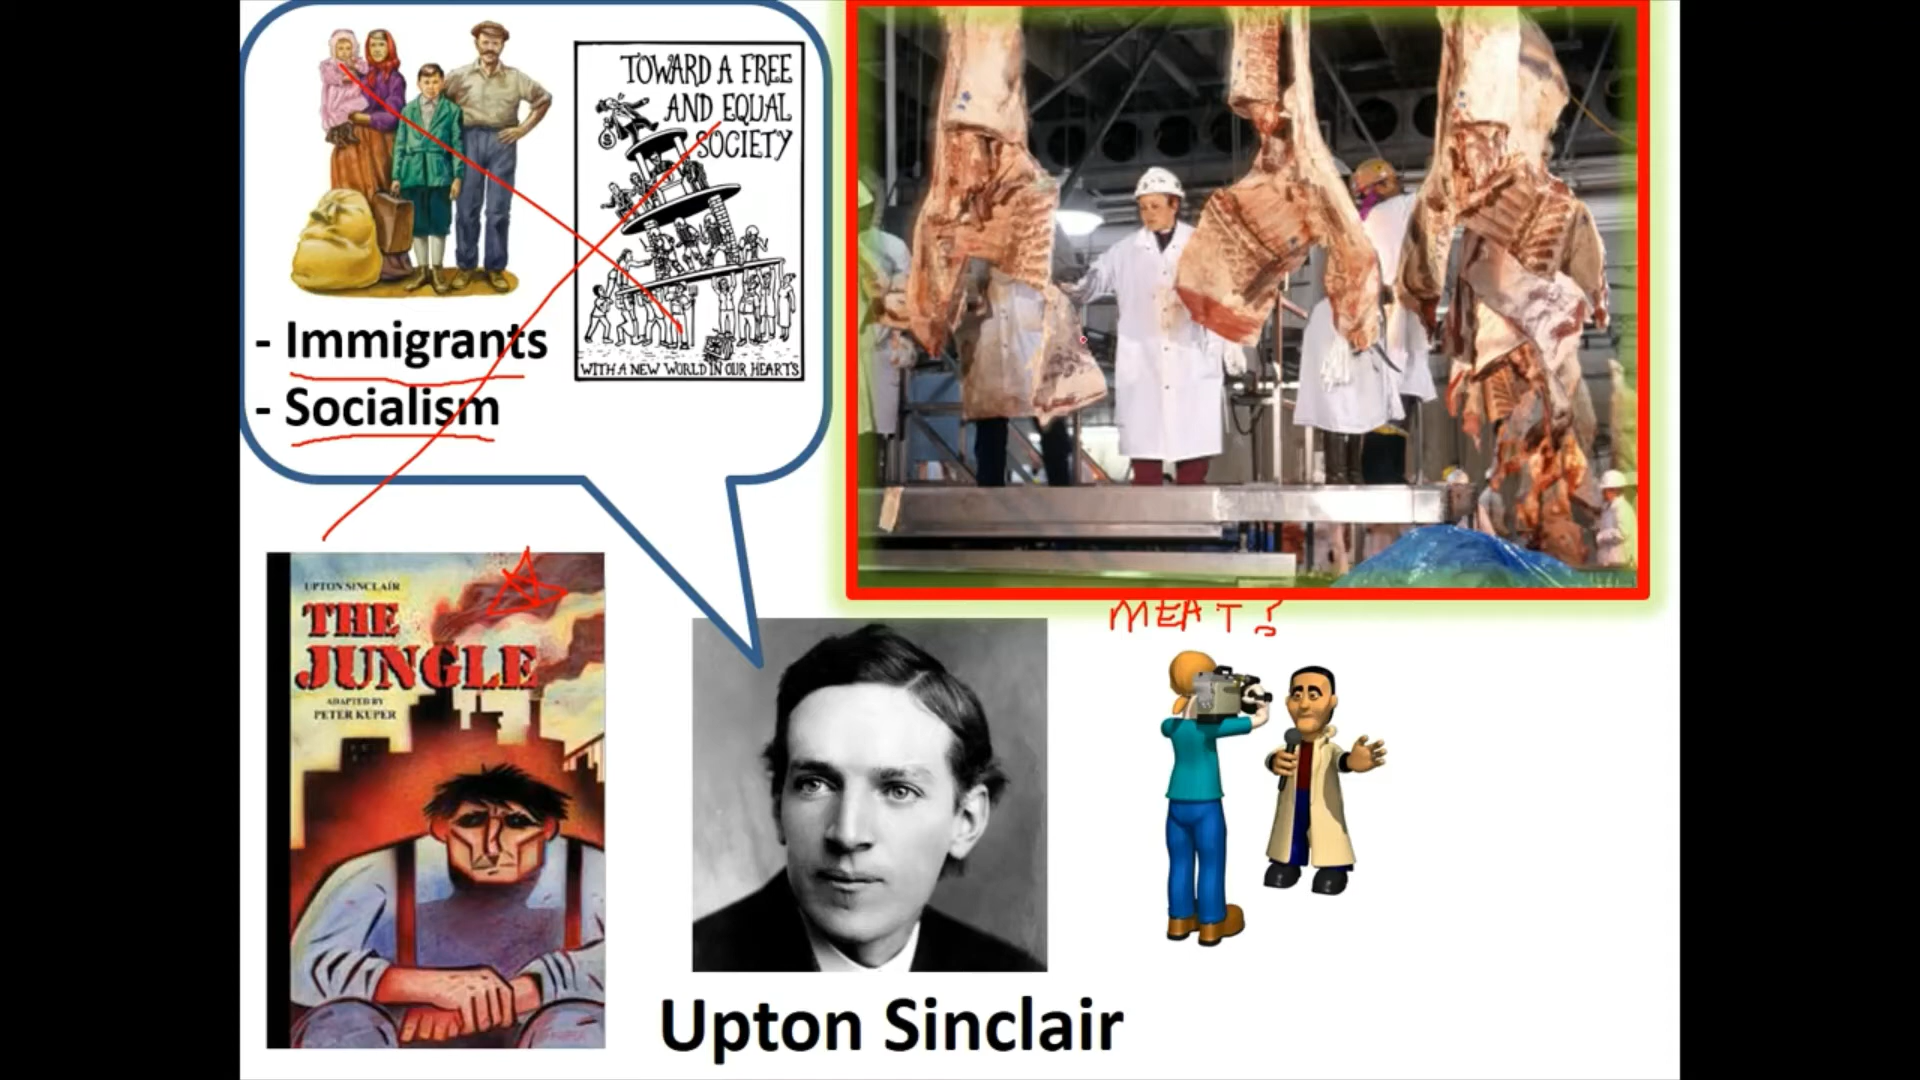 TOWARD A FREE
AND EQUAL
SOCIETY
WITH A NEW WORLD IN OUR HEARTS
- Immigrants
- Socialism
MEAT?
UPTON SINCLAIR
THE
JUNGLE
ADAPTED BY
PETER KUPER
Upton Sinclair